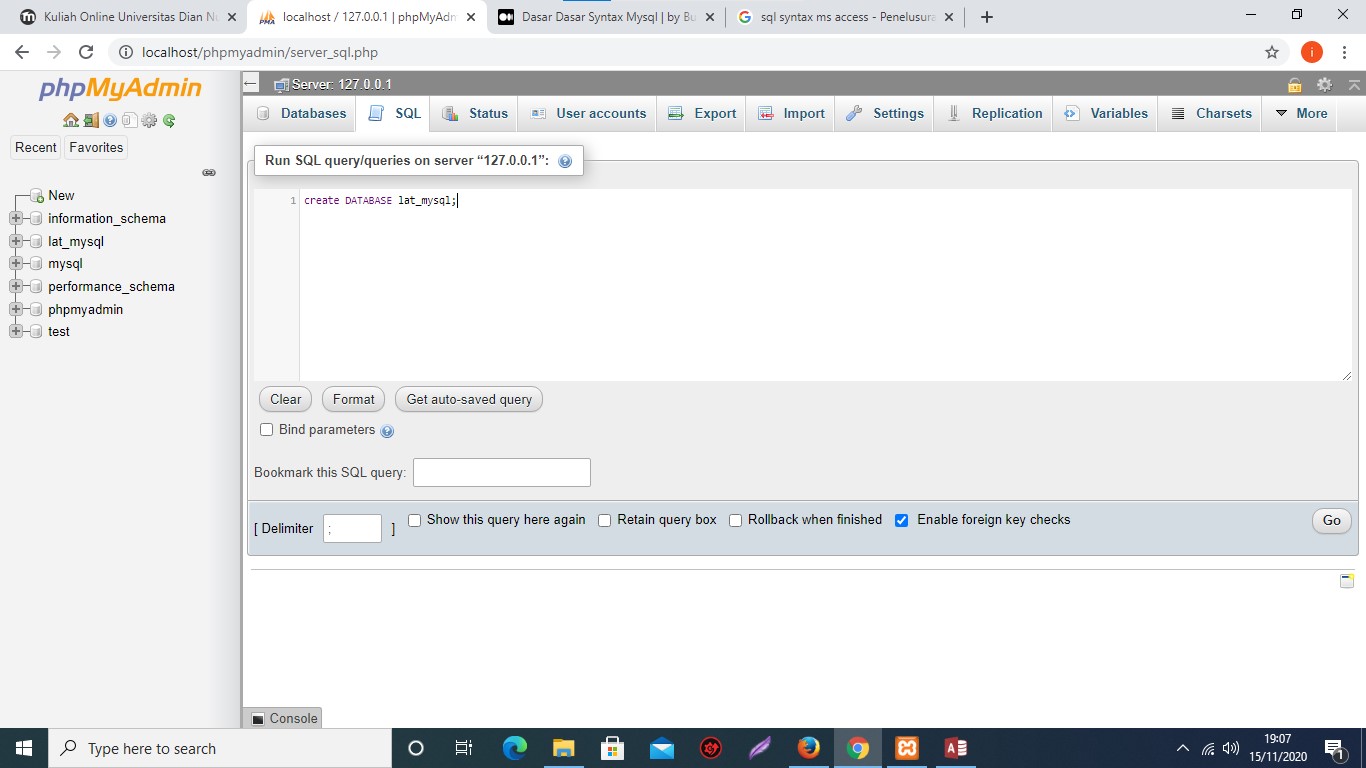 Kuliah Online Universitas Dian Nu
localhost / 127.0.0.1 | phpMyAdm
Dasar Dasar Syntax Mysql | by Bu
sql syntax ms access - Penelusura
localhost/phpmyadmin/server_sql.php
i
phpMyAdmin
Recent Favorites
New
information_schema
lat_mysql
mysql
performance_schema
phpmyadmin
test
Server: 127.0.0.1
Databases SQL Status User accounts Export Import Settings Replication Variables Charsets More
Run SQL query/queries on server “127.0.0.1”:
1 create DATABASE lat_mysql;
Clear Format Get auto-saved query
Bind parameters
Bookmark this SQL query:
[ Delimiter ; ] Show this query here again Retain query box Rollback when finished Enable foreign key checks Go
Console
Type here to search
19:07
15/11/2020
1